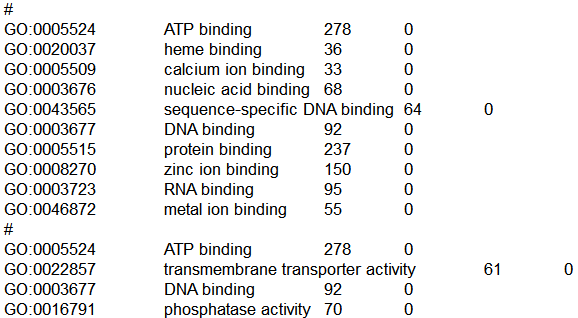 #
GO:0005524 ATP binding 278 0
GO:0020037 heme binding 36 0
GO:0005509 calcium ion binding 33 0
GO:0003676 nucleic acid binding 68 0
GO:0043565 sequence-specific DNA binding 64 0
GO:0003677 DNA binding 92 0
GO:0005515 protein binding 237 0
GO:0008270 zinc ion binding 150 0
GO:0003723 RNA binding 95 0
GO:0046872 metal ion binding 55 0
#
GO:0005524 ATP binding 278 0
GO:0022857 transmembrane transporter activity 61 0
GO:0003677 DNA binding 92 0
GO:0016791 phosphatase activity 70 0